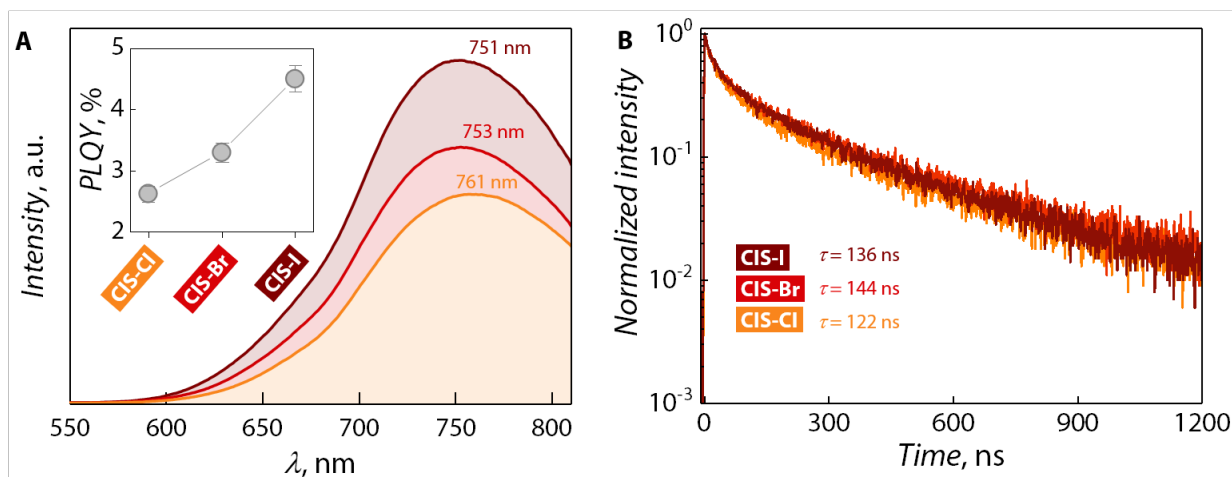 A
Intensity, a.u.
5
4
3
2
PLQY, %
CIS-Cl
CIS-Br
CIS-I
751 nm
753 nm
761 nm
550 600 650 700 750 800
λ, nm
B
Normalized intensity
10⁰
10⁻¹
10⁻²
10⁻³
CIS-I τ = 136 ns
CIS-Br τ = 144 ns
CIS-Cl τ = 122 ns
0 300 600 900 1200
Time, ns